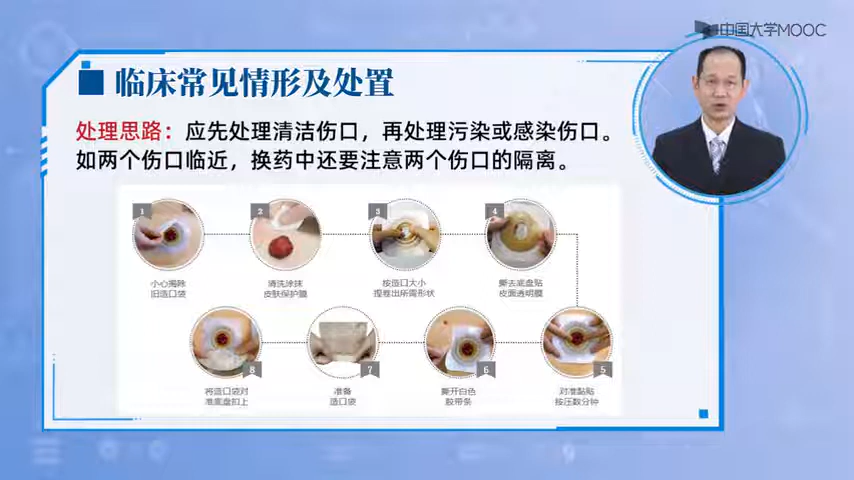 中国大学MOOC
临床常见情形及处置
处理思路：应先处理清洁伤口，再处理污染或感染伤口。
如两个伤口临近，换药中还要注意两个伤口的隔离。
1
2
3
4
小心揭除
旧造口袋
清洗涂抹
皮肤保护膜
按造口大小
捏卷出所需形状
撕去底盘贴
皮面透明膜
8
7
6
5
将造口袋对
准底盘扣上
准备
造口袋
撕开白色
胶带条
对准黏贴
按压数分钟